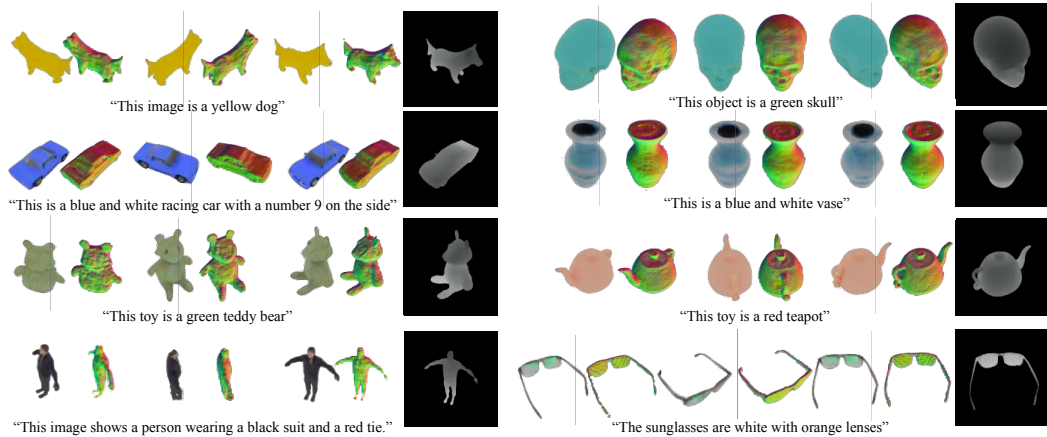 “This image is a yellow dog”
“This object is a green skull”
“This is a blue and white racing car with a number 9 on the side”
“This is a blue and white vase”
“This toy is a green teddy bear”
“This toy is a red teapot”
“This image shows a person wearing a black suit and a red tie.”
“The sunglasses are white with orange lenses”